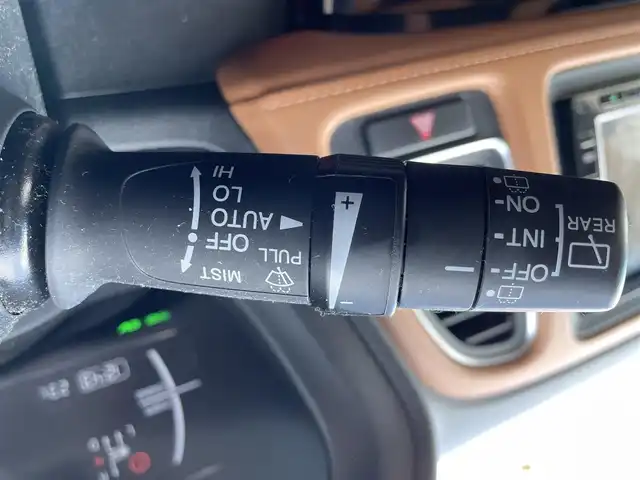 MIST
OFF
AUTO
LO
HI
PULL
+
-
REAR
OFF
INT
ON